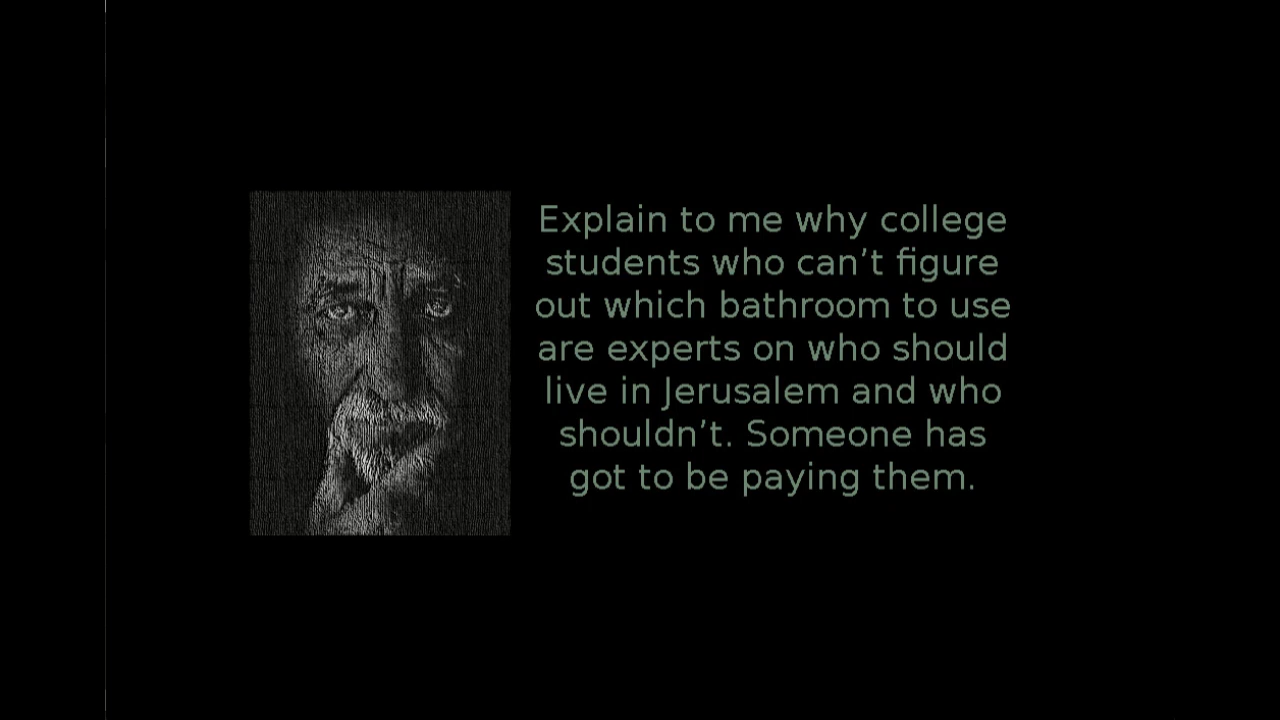 Explain to me why college
students who can’t figure
out which bathroom to use
are experts on who should
live in Jerusalem and who
shouldn’t. Someone has
got to be paying them.